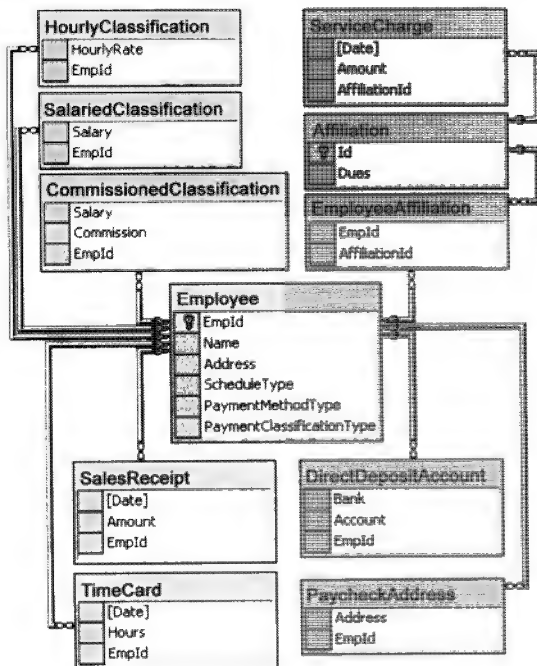 HourlyClassification
HourlyRate
EmpId
SalariedClassification
Salary
EmpId
CommissionedClassification
Salary
Commission
EmpId
ServiceCharge
[Date]
Amount
AffiliationId
Affiliation
Id
Dues
EmployeeAffiliation
EmpId
AffiliationId
Employee
EmpId
Name
Address
ScheduleType
PaymentMethodType
PaymentClassificationType
SalesReceipt
[Date]
Amount
EmpId
TimeCard
[Date]
Hours
EmpId
DirectDepositAccount
Bank
Account
EmpId
PaycheckAddress
Address
EmpId